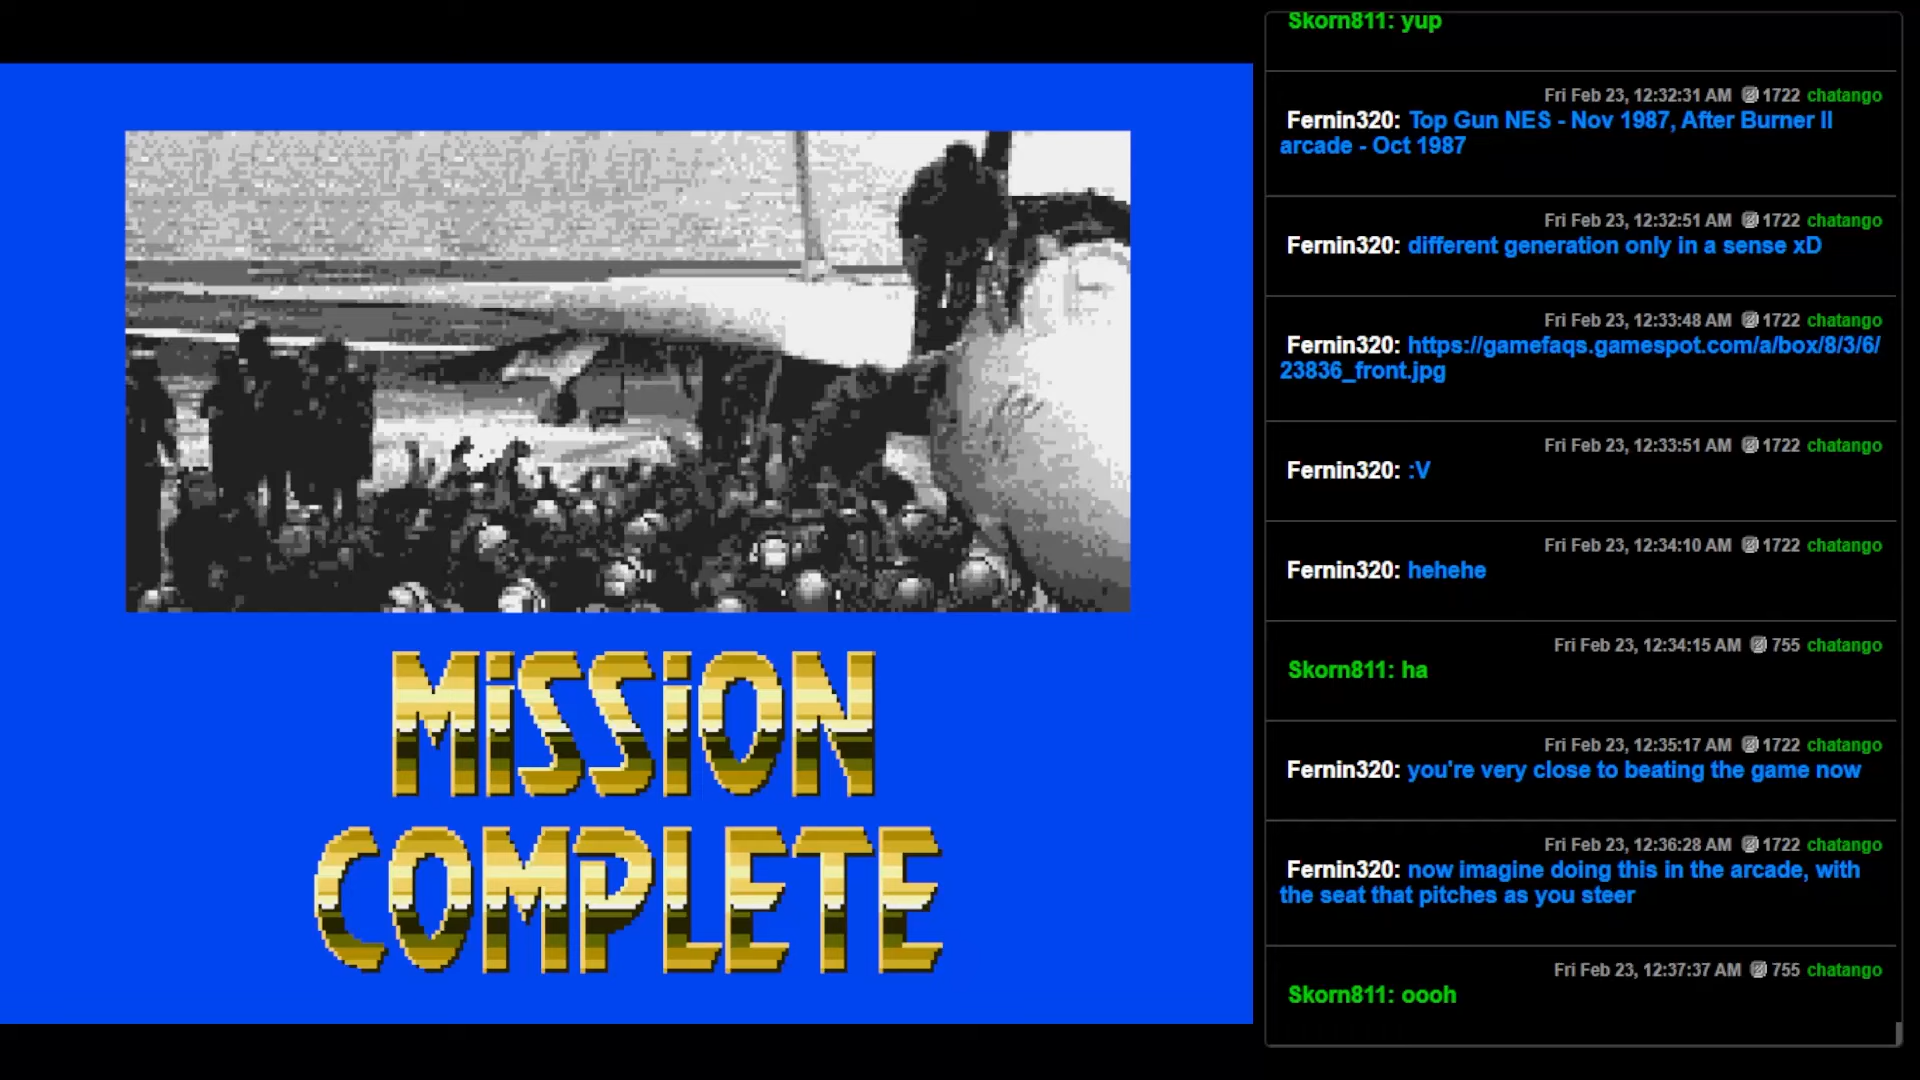 MiSSiON
COMPLETE
Skorn811: yup
Fri Feb 23, 12:32:31 AM 1722 chatango
Fernin320: Top Gun NES - Nov 1987, After Burner II
arcade - Oct 1987
Fri Feb 23, 12:32:51 AM 1722 chatango
Fernin320: different generation only in a sense xD
Fri Feb 23, 12:33:48 AM 1722 chatango
Fernin320: https://gamefaqs.gamespot.com/a/box/8/3/6/
23836_front.jpg
Fri Feb 23, 12:33:51 AM 1722 chatango
Fernin320: :V
Fri Feb 23, 12:34:10 AM 1722 chatango
Fernin320: hehehe
Fri Feb 23, 12:34:15 AM 755 chatango
Skorn811: ha
Fri Feb 23, 12:35:17 AM 1722 chatango
Fernin320: you're very close to beating the game now
Fri Feb 23, 12:36:28 AM 1722 chatango
Fernin320: now imagine doing this in the arcade, with
the seat that pitches as you steer
Fri Feb 23, 12:37:37 AM 755 chatango
Skorn811: oooh